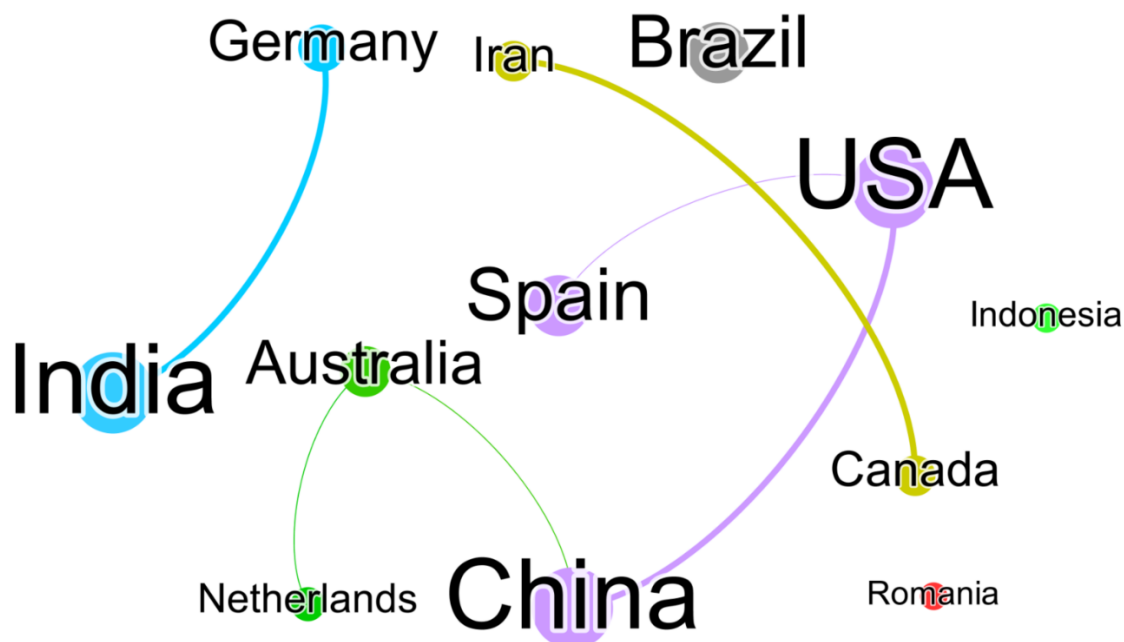 Germany
Iran
Brazil
USA
Spain
Indonesia
India
Australia
Canada
Netherlands
China
Romania